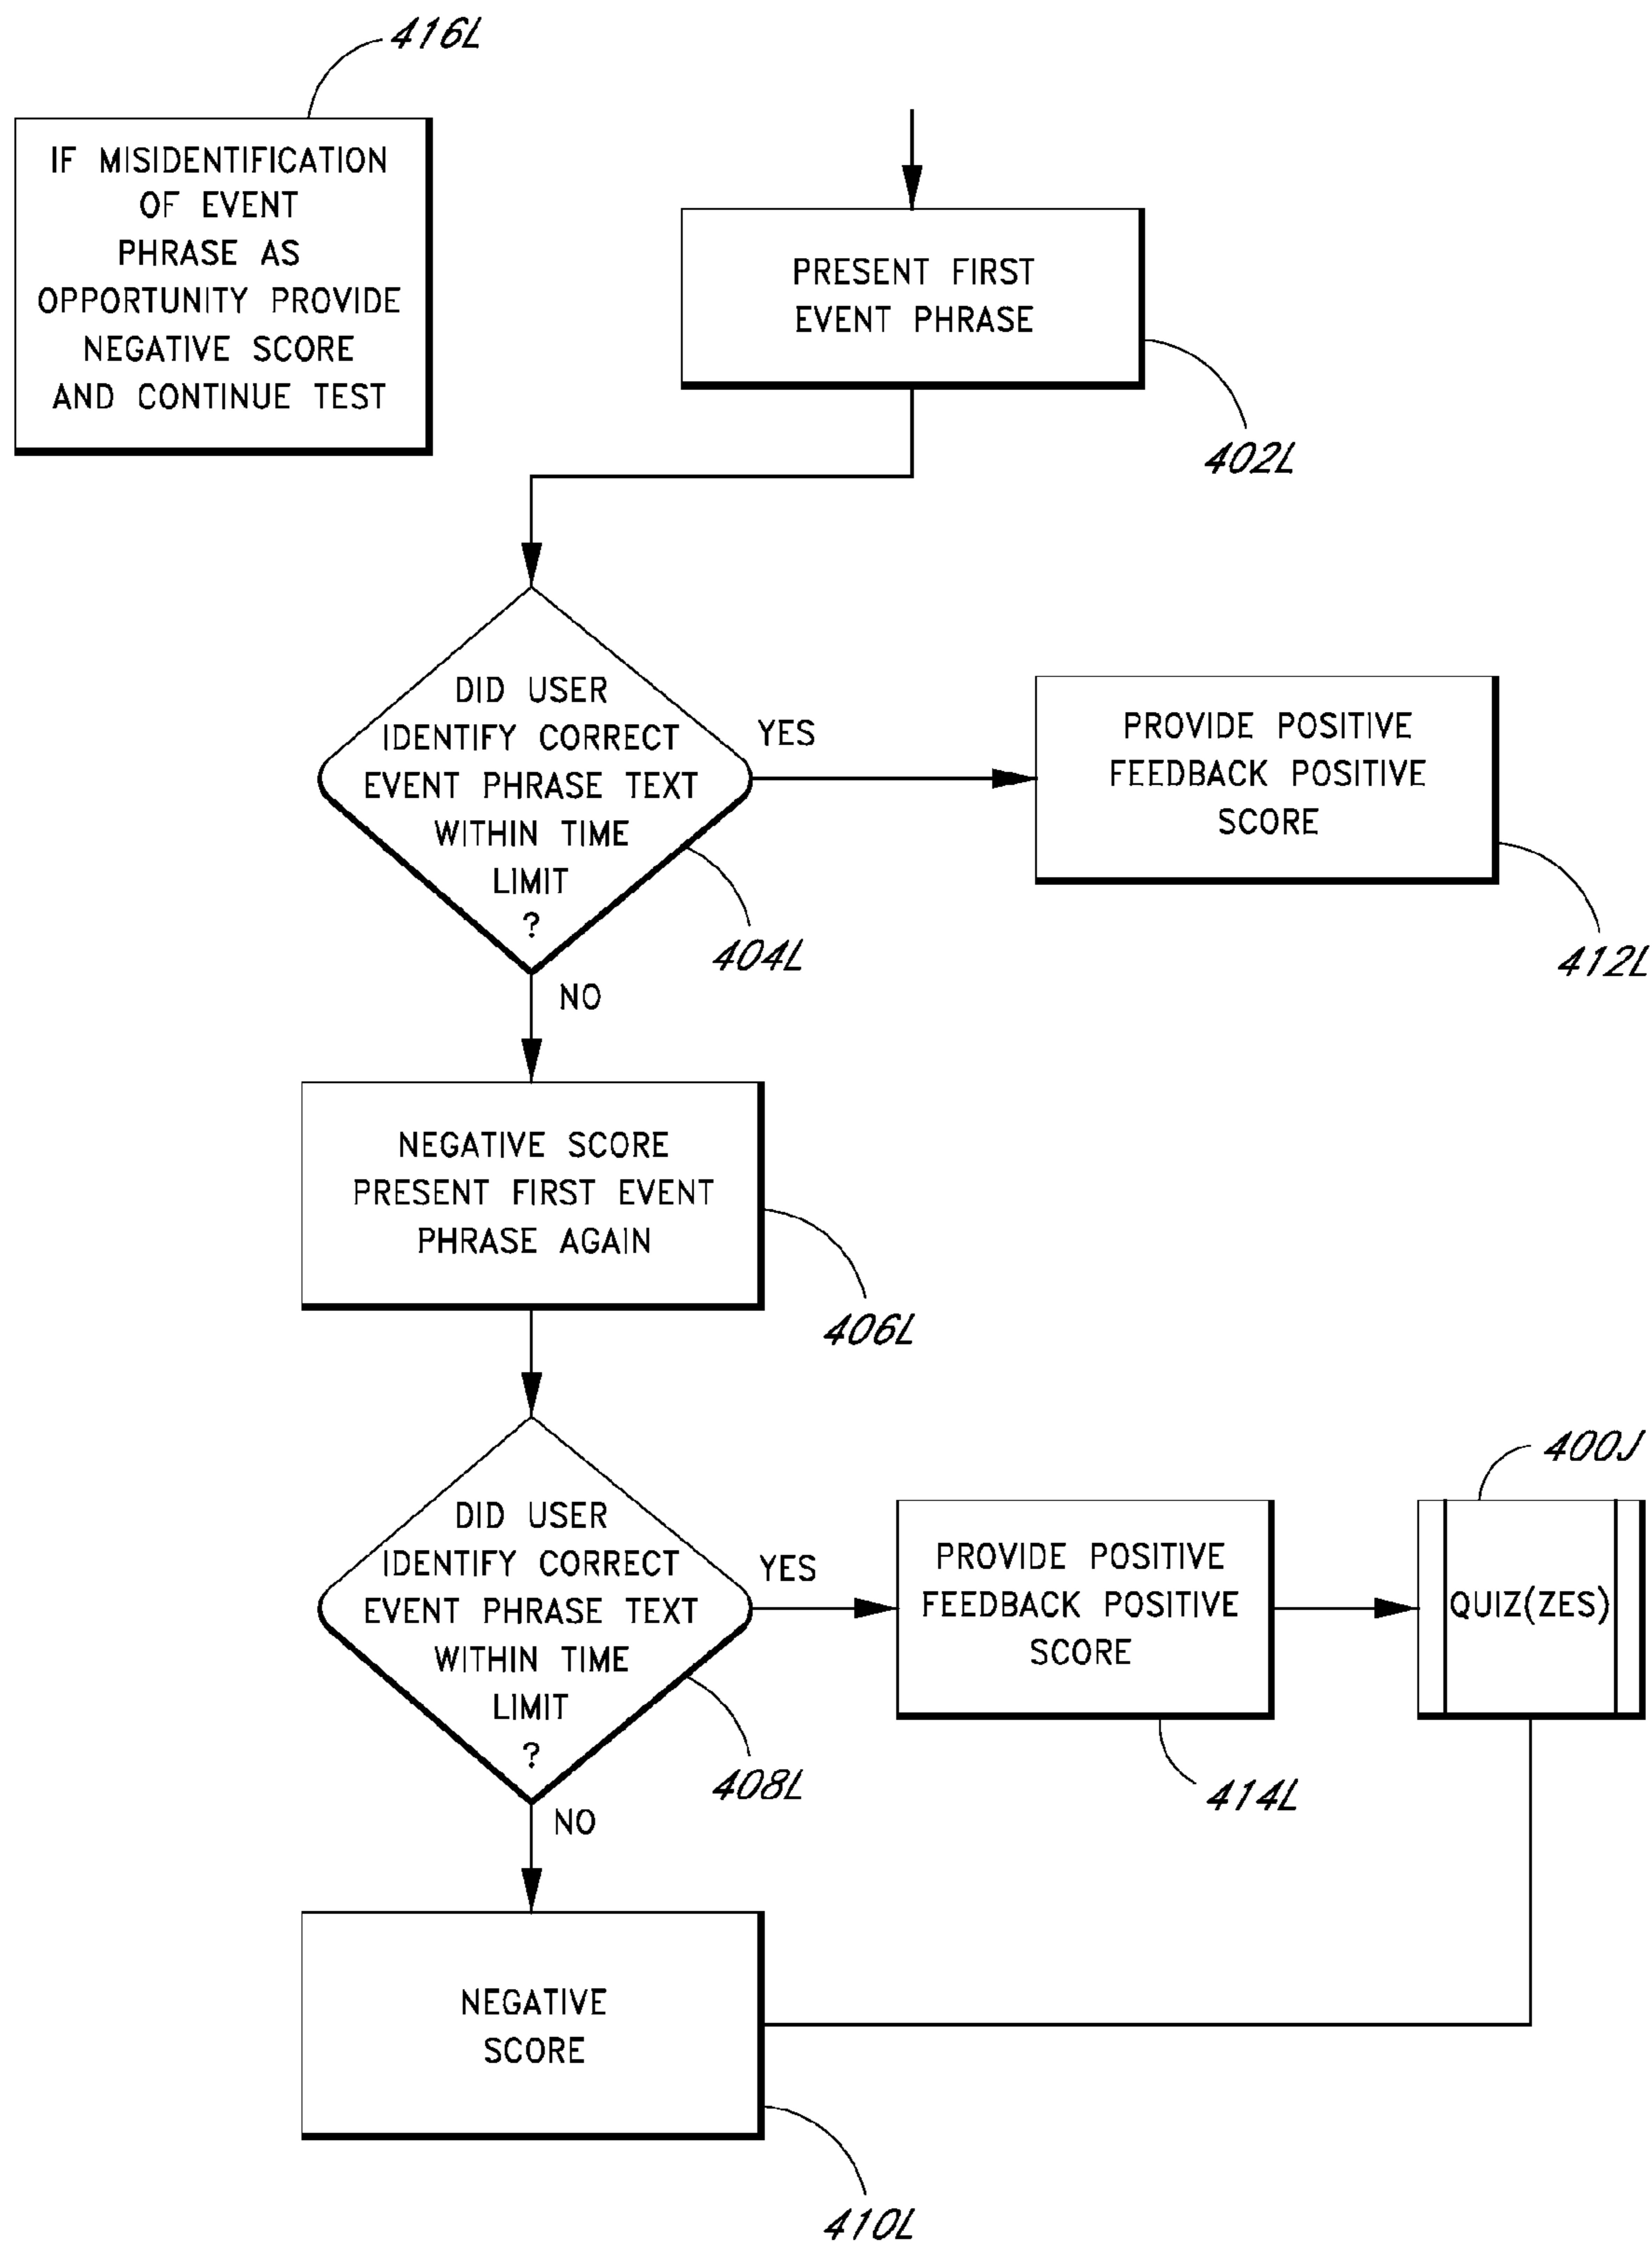 416L
IF MISIDENTIFICATION
OF EVENT
PHRASE AS
OPPORTUNITY PROVIDE
NEGATIVE SCORE
AND CONTINUE TEST
PRESENT FIRST
EVENT PHRASE
402L
DID USER
IDENTIFY CORRECT
EVENT PHRASE TEXT
WITHIN TIME
LIMIT
?
404L
YES
PROVIDE POSITIVE
FEEDBACK POSITIVE
SCORE
412L
NO
NEGATIVE SCORE
PRESENT FIRST EVENT
PHRASE AGAIN
406L
DID USER
IDENTIFY CORRECT
EVENT PHRASE TEXT
WITHIN TIME
LIMIT
?
408L
YES
PROVIDE POSITIVE
FEEDBACK POSITIVE
SCORE
414L
400J
QUIZ(ZES)
NO
NEGATIVE
SCORE
410L